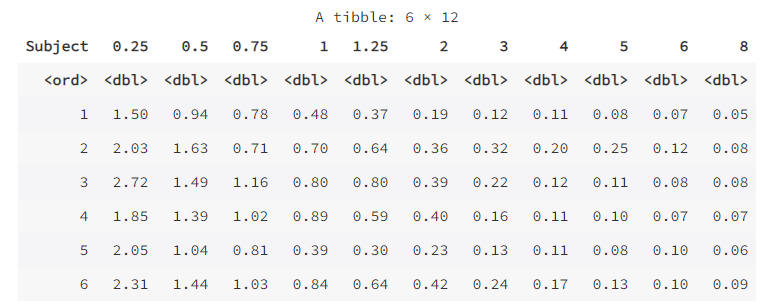 A tibble: 6 × 12
Subject 0.25 0.5 0.75 1 1.25 2 3 4 5 6 8
<ord> <dbl> <dbl> <dbl> <dbl> <dbl> <dbl> <dbl> <dbl> <dbl> <dbl> <dbl>
1 1.50 0.94 0.78 0.48 0.37 0.19 0.12 0.11 0.08 0.07 0.05
2 2.03 1.63 0.71 0.70 0.64 0.36 0.32 0.20 0.25 0.12 0.08
3 2.72 1.49 1.16 0.80 0.80 0.39 0.22 0.12 0.11 0.08 0.08
4 1.85 1.39 1.02 0.89 0.59 0.40 0.16 0.11 0.10 0.07 0.07
5 2.05 1.04 0.81 0.39 0.30 0.23 0.13 0.11 0.08 0.10 0.06
6 2.31 1.44 1.03 0.84 0.64 0.42 0.24 0.17 0.13 0.10 0.09